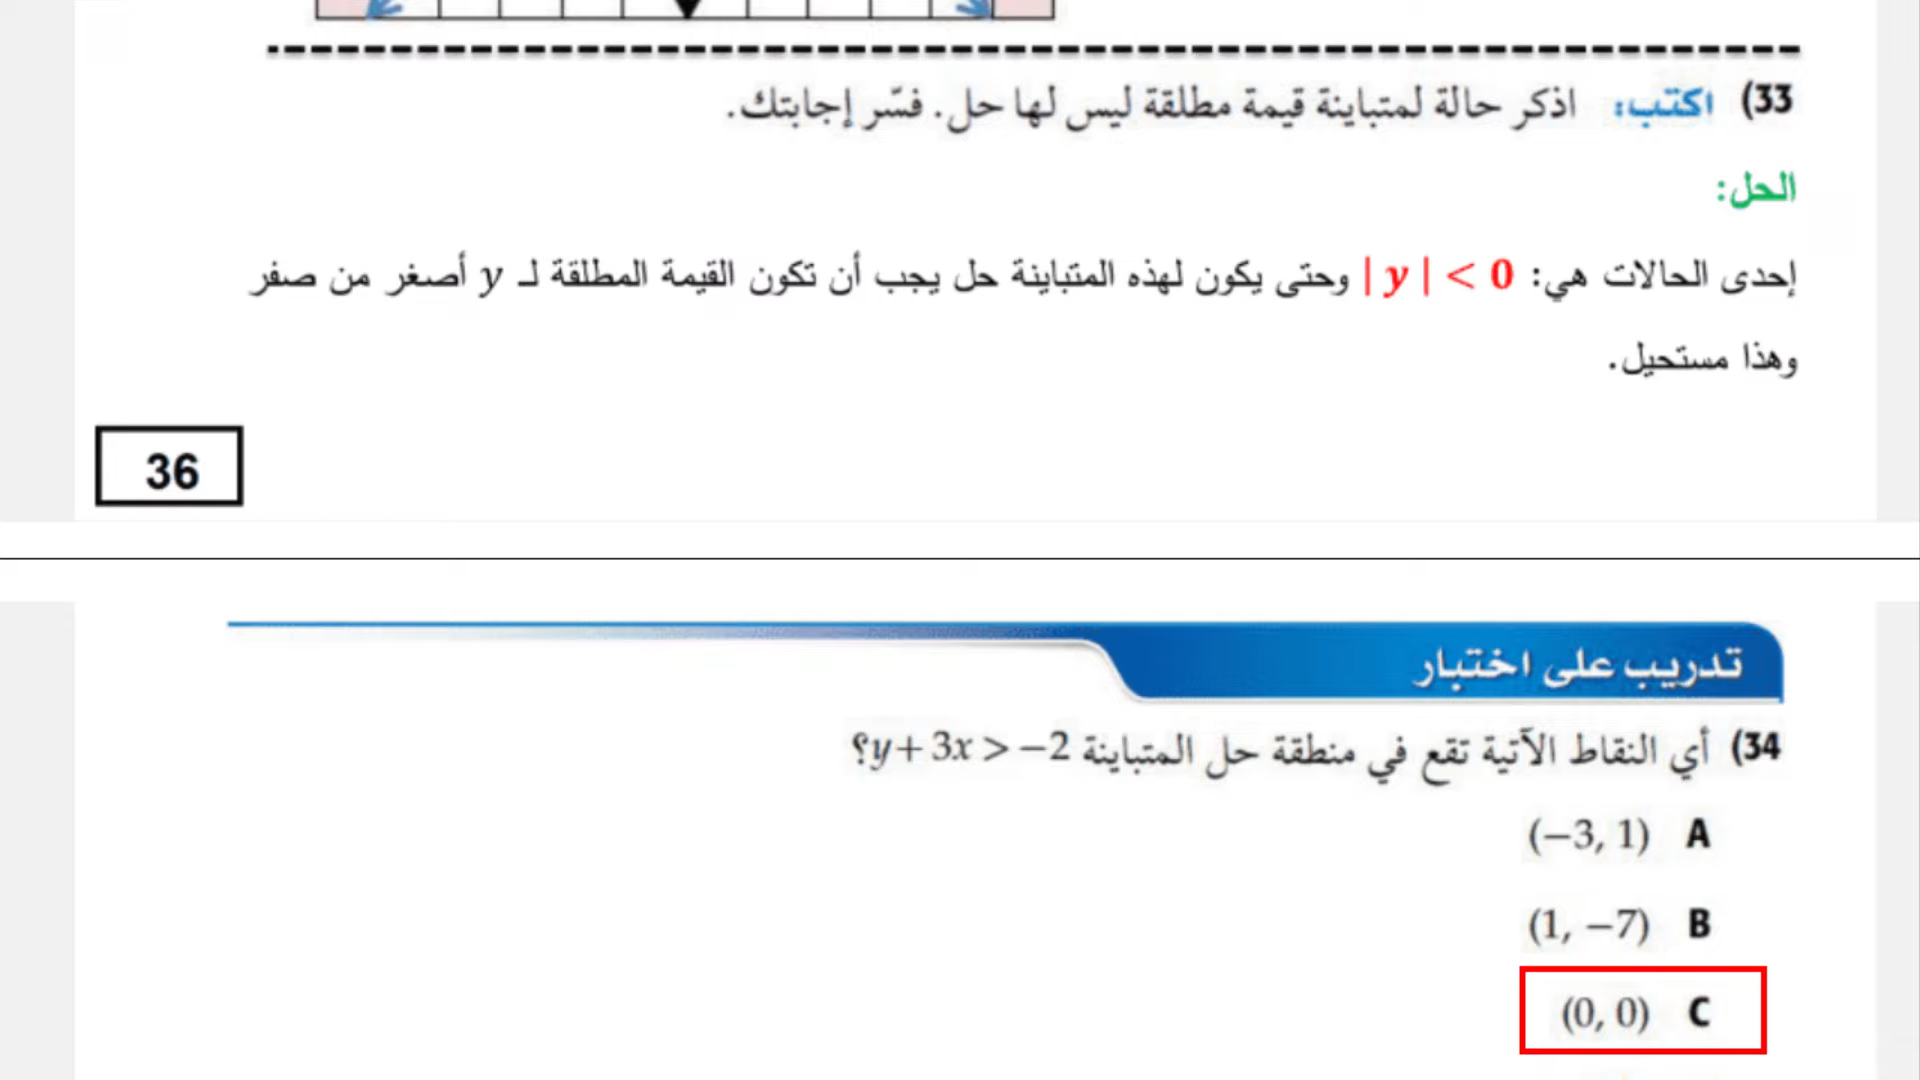 33) اكتب: اذكر حالة لمتباينة قيمة مطلقة ليس لها حل. فسّر إجابتك.
الحل:
إحدى الحالات هي: | y | < 0 وحتى يكون لهذه المتباينة حل يجب أن تكون القيمة المطلقة لـ y أصغر من صفر
وهذا مستحيل.
36
تدريب على اختبار
34) أي النقاط الآتية تقع في منطقة حل المتباينة y + 3x > −2؟
A (−3, 1)
B (1, −7)
C (0, 0)